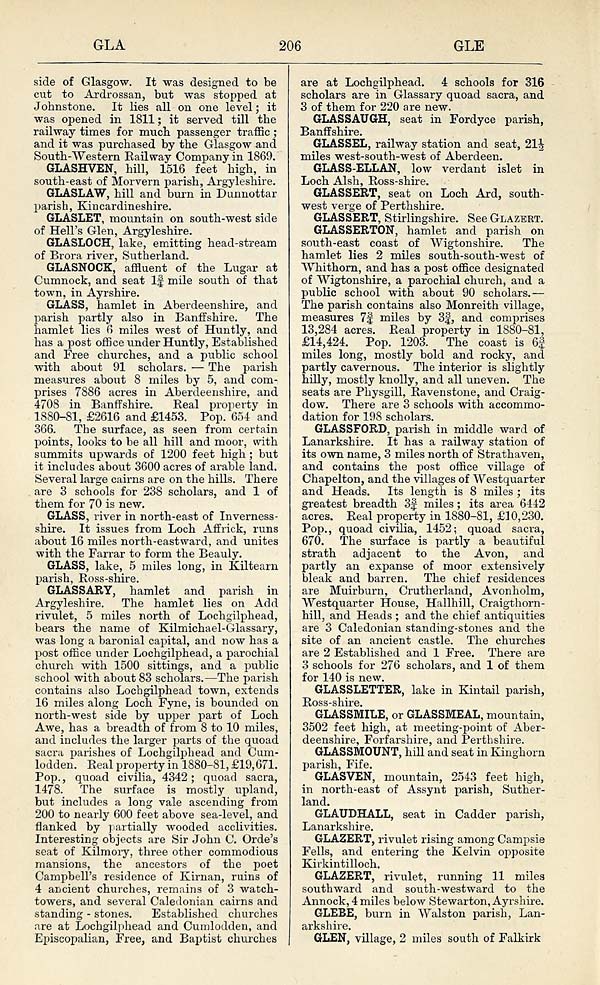 GLA 206 GLE
side of Glasgow. It was designed to be
cut to Ardrossan, but was stopped at
Johnstone. It lies all on one level; it
was opened in 1811; it served till the
railway times for much passenger traffic;
and it was purchased by the Glasgow and
South-Western Railway Company in 1869.
GLASHVEN, hill, 1516 feet high, in
south-east of Morvern parish, Argyleshire.
GLASLAW, hill and burn in Dunnottar
parish, Kincardineshire.
GLASLET, mountain on south-west side
of Hell's Glen, Argyleshire.
GLASLOCH, lake, emitting head-stream
of Brora river, Sutherland.
GLASNOCK, affluent of the Lugar at
Cumnock, and seat 1¾ mile south of that
town, in Ayrshire.
GLASS, hamlet in Aberdeenshire, and
parish partly also in Banffshire. The
hamlet lies 6 miles west of Huntly, and
has a post office under Huntly, Established
and Free churches, and a public school
with about 91 scholars. — The parish
measures about 8 miles by 5, and com-
prises 7886 acres in Aberdeenshire, and
4708 in Banffshire. Real property in
1880-81, £2616 and £1453. Pop. 654 and
366. The surface, as seen from certain
points, looks to be all hill and moor, with
summits upwards of 1200 feet high; but
it includes about 3600 acres of arable land.
Several large cairns are on the hills. There
are 3 schools for 238 scholars, and 1 of
them for 70 is new.
GLASS, river in north-east of Inverness-
shire. It issues from Loch Affrick, runs
about 16 miles north-eastward, and unites
with the Farrar to form the Beauly.
GLASS, lake, 5 miles long, in Kiltearn
parish, Ross-shire.
GLASSARY, hamlet and parish in
Argyleshire. The hamlet lies on Add
rivulet, 5 miles north of Lochgilphead,
bears the name of Kilmichael-Glassary,
was long a baronial capital, and now has a
post office under Lochgilphead, a parochial
church with 1500 sittings, and a public
school with about 83 scholars.—The parish
contains also Lochgilphead town, extends
16 miles along Loch Fyne, is bounded on
north-west side by upper part of Loch
Awe, has a breadth of from 8 to 10 miles,
and includes the larger parts of the quoad
sacra parishes of Lochgilphead and Cum-
lodden. Real property in 1880-81, £19,671.
Pop., quoad civilia, 4342; quoad sacra,
1478. The surface is mostly upland,
but includes a long vale ascending from
200 to nearly 600 feet above sea-level, and
flanked by partially wooded acclivities.
Interesting objects are Sir John C. Orde's
seat of Kilmory, three other commodious
mansions, the ancestors of the poet
Campbell's residence of Kirnan, ruins of
4 ancient churches, remains of 3 watch-
towers, and several Caledonian cairns and
standing-stones. Established churches
are at Lochgilphead and Cumlodden, and
Episcopalian, Free, and Baptist churches
are at Lochgilphead. 4 schools for 316
scholars are in Glassary quoad sacra, and
3 of them for 220 are new.
GLASSAUGH, seat in Fordyce parish,
Banffshire.
GLASSEL, railway station and seat, 21½
miles west-south-west of Aberdeen.
GLASS-ELLAN, low verdant islet in
Loch Alsh, Ross-shire.
GLASSERT, seat on Loch Ard, south-
west verge of Perthshire.
GLASSERT, Stirlingshire. See GLAZERT.
GLASSERTON, hamlet and parish on
south-east coast of Wigtonshire. The
hamlet lies 2 miles south-south-west of
Whithorn, and has a post office designated
of Wigtonshire, a parochial church, and a
public school with about 90 scholars.—
The parish contains also Monreith village,
measures 7¾ miles by 3¾, and comprises
13,284 acres. Real property in 1880-81,
£14,424. Pop. 1203. The coast is 6¾
miles long, mostly bold and rocky, and
partly cavernous. The interior is slightly
hilly, mostly knolly, and all uneven. The
seats are Physgill, Ravenstone, and Craig-
dow. There are 3 schools with accommo-
dation for 198 scholars.
GLASSFORD, parish in middle ward of
Lanarkshire. It has a railway station of
its own name, 3 miles north of Strathaven,
and contains the post office village of
Chapelton, and the villages of Westquarter
and Heads. Its length is 8 miles; its
greatest breadth 3¾ miles; its area 6442
acres. Real property in 1880-81, £10,230.
Pop., quoad civilia, 1452; quoad sacra,
670. The surface is partly a beautiful
strath adjacent to the Avon, and
partly an expanse of moor extensively
bleak and barren. The chief residences
are Muirburn, Crutherland, Avonholm,
Westquarter House, Hallhill, Craigthorn-
hill, and Heads; and the chief antiquities
are 3 Caledonian standing-stones and the
site of an ancient castle. The churches
are 2 Established and 1 Free. There are
3 schools for 276 scholars, and 1 of them
for 140 is new.
GLASSLETTER, lake in Kintail parish,
Ross-shire.
GLASSMILE, or GLASSMEAL, mountain,
3502 feet high, at meeting-point of Aber-
deenshire, Forfarshire, and Perthshire.
GLASSMOUNT, hill and seat in Kinghorn
parish, Fife.
GLASVEN, mountain, 2543 feet high,
in north-east of Assynt parish, Suther-
land.
GLAUDHALL, seat in Cadder parish,
Lanarkshire.
GLAZERT, rivulet rising among Campsie
Fells, and entering the Kelvin opposite
Kirkintilloch.
GLAZERT, rivulet, running 11 miles
southward and south-westward to the
Annock, 4 miles below Stewarton, Ayrshire.
GLEBE, burn in Walston parish, Lan-
arkshire.
GLEN, village, 2 miles south of Falkirk